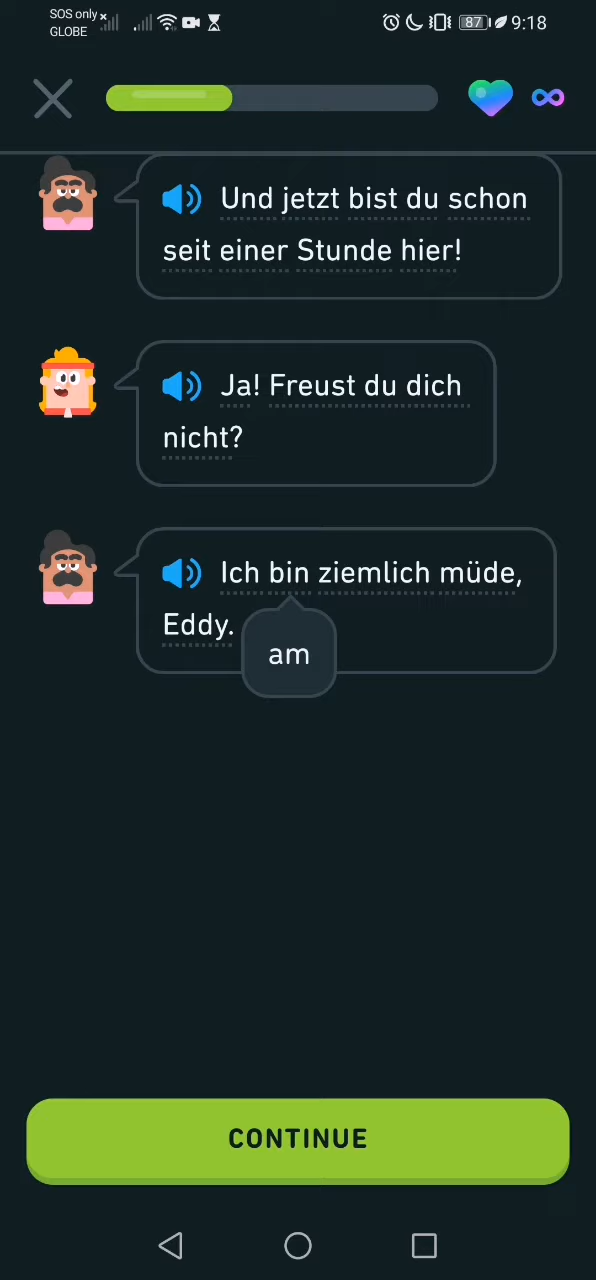 SOS only
GLOBE
87
9:18
Und jetzt bist du schon
seit einer Stunde hier!
Ja! Freust du dich
nicht?
Ich bin ziemlich müde,
Eddy.
am
CONTINUE